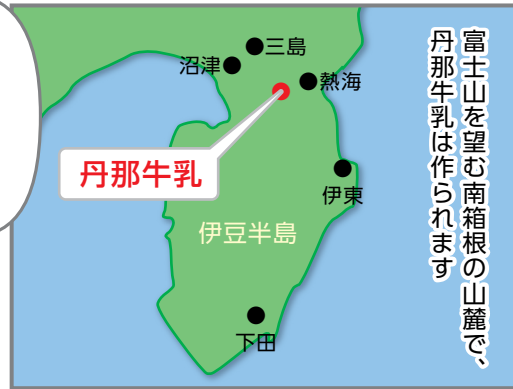 富士山を望む南箱根の山麓で、
丹那牛乳は作られます
三島
沼津
熱海
丹那牛乳
伊東
伊豆半島
下田